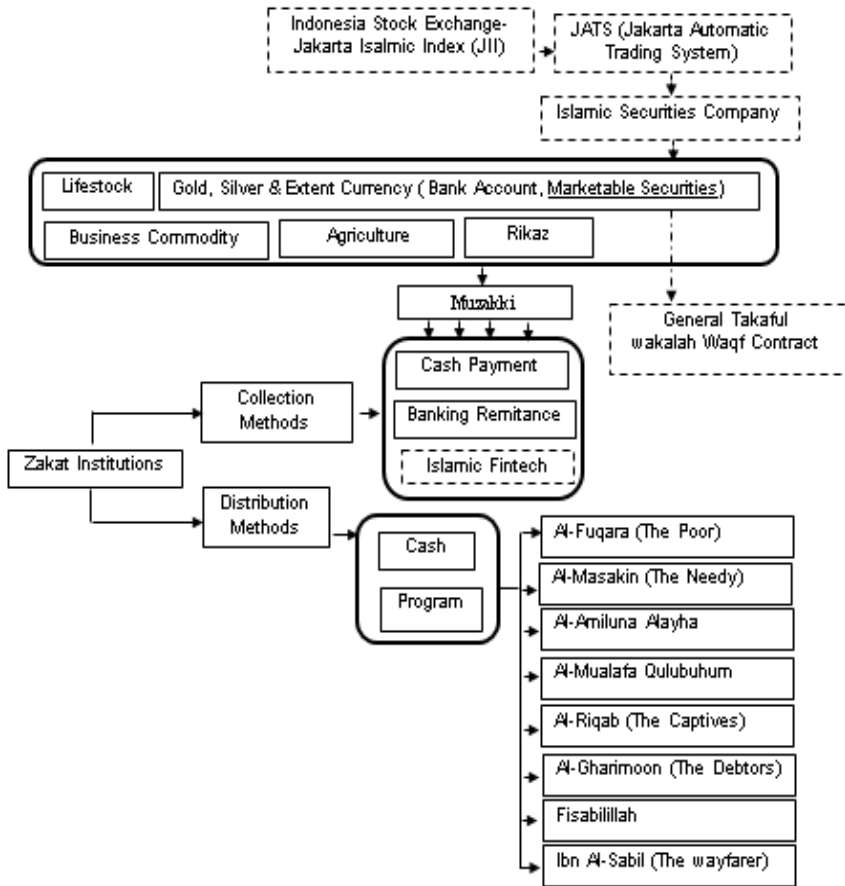 Indonesia Stock Exchange-
Jakarta Isalmic Index (JII)
JATS (Jakarta Automatic
Trading System)
Islamic Securities Company
Lifestock
Gold, Silver & Extent Currency ( Bank Account, Marketable Securities)
Business Commodity
Agriculture
Rikaz
Muzakki
General Takaful
wakalah Waqf Contract
Cash Payment
Collection
Methods
Banking Remitance
Zakat Institutions
Islamic Fintech
Distribution
Methods
Cash
Program
Al-Fuqara (The Poor)
Al-Masakin (The Needy)
Al-Amiluna Alayha
Al-Mualafa Qulubuhum
Al-Riqab (The Captives)
Al-Gharimoon (The Debtors)
Fisabilillah
Ibn Al-Sabil (The wayfarer)